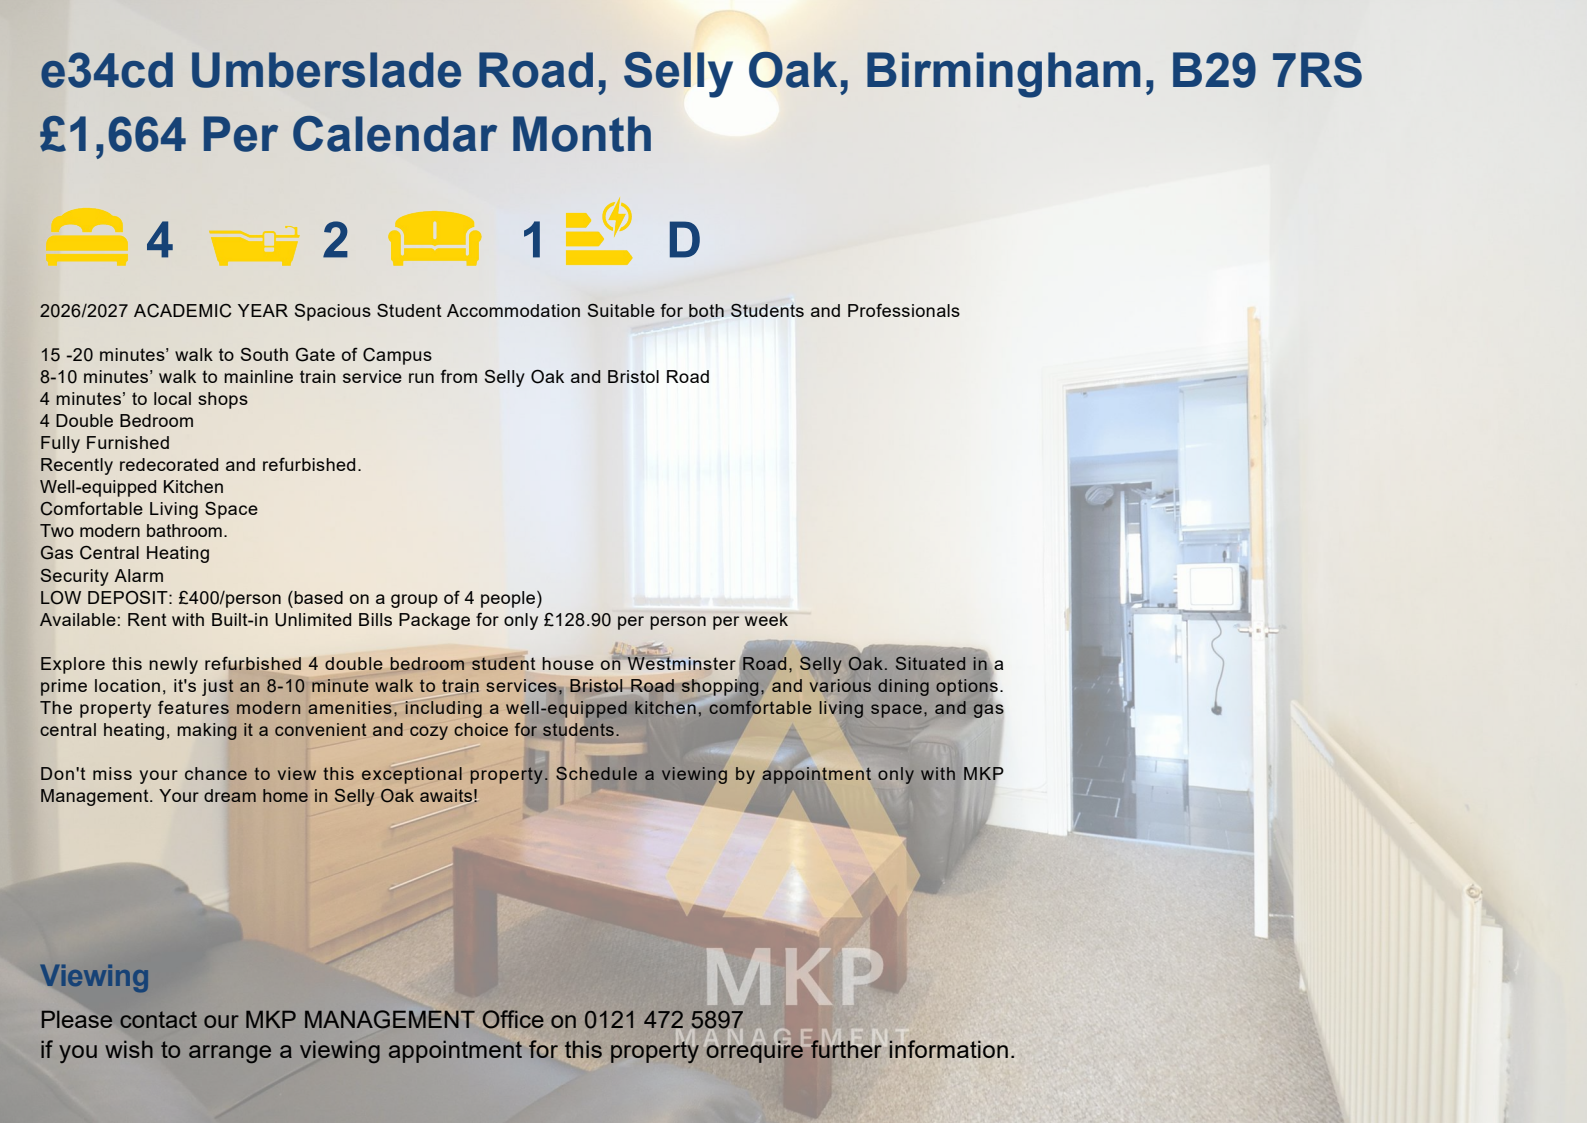 e34cd Umberslade Road, Selly Oak, Birmingham, B29 7RS
£1,664 Per Calendar Month
4 2 1 D
2026/2027 ACADEMIC YEAR Spacious Student Accommodation Suitable for both Students and Professionals
15 -20 minutes’ walk to South Gate of Campus
8-10 minutes’ walk to mainline train service run from Selly Oak and Bristol Road
4 minutes’ to local shops
4 Double Bedroom
Fully Furnished
Recently redecorated and refurbished.
Well-equipped Kitchen
Comfortable Living Space
Two modern bathroom.
Gas Central Heating
Security Alarm
LOW DEPOSIT: £400/person (based on a group of 4 people)
Available: Rent with Built-in Unlimited Bills Package for only £128.90 per person per week
Explore this newly refurbished 4 double bedroom student house on Westminster Road, Selly Oak. Situated in a
prime location, it's just an 8-10 minute walk to train services, Bristol Road shopping, and various dining options.
The property features modern amenities, including a well-equipped kitchen, comfortable living space, and gas
central heating, making it a convenient and cozy choice for students.
Don't miss your chance to view this exceptional property. Schedule a viewing by appointment only with MKP
Management. Your dream home in Selly Oak awaits!
MKP
MANAGEMENT
Viewing
Please contact our MKP MANAGEMENT Office on 0121 472 5897
if you wish to arrange a viewing appointment for this property orrequire further information.